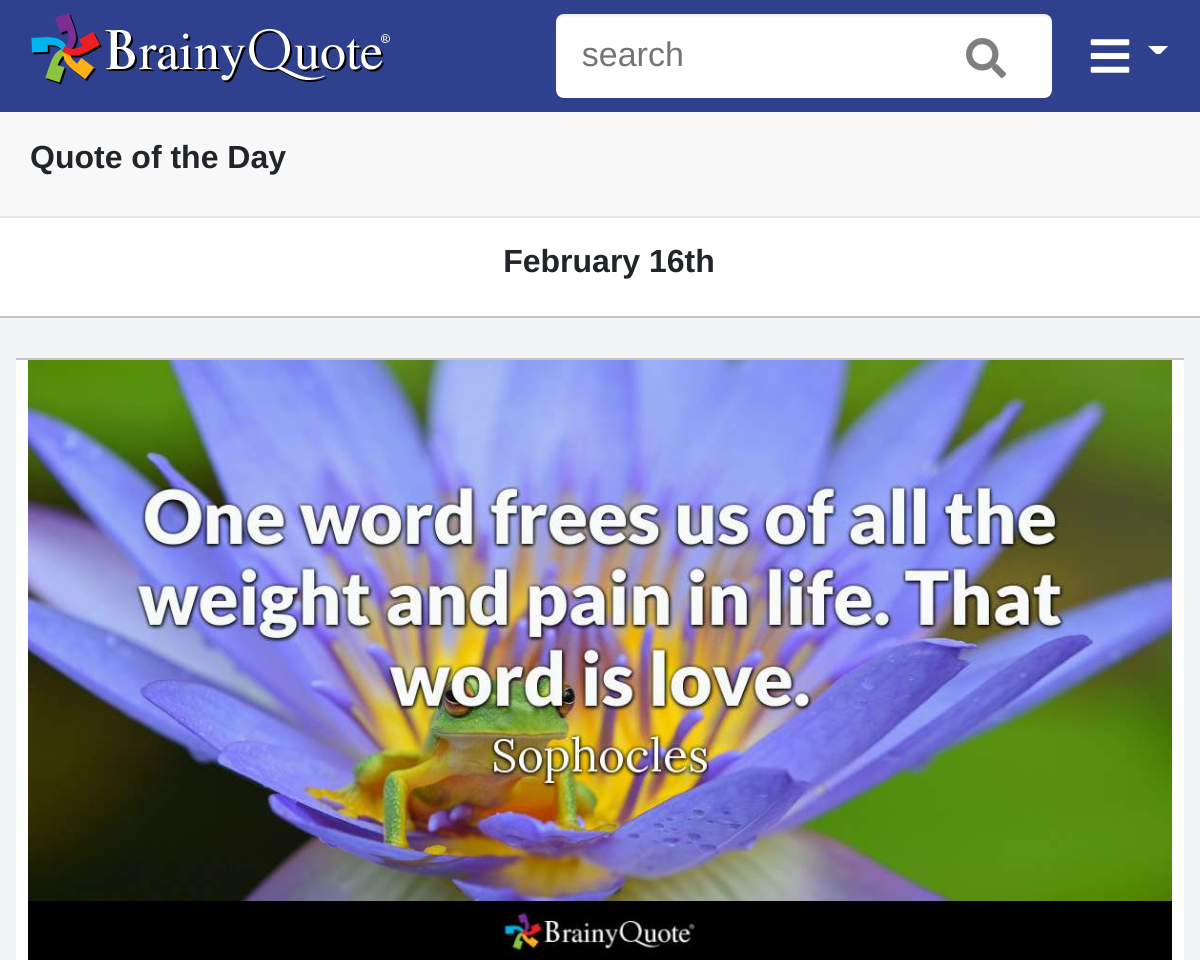 BrainyQuote®
search
Quote of the Day
February 16th
One word frees us of all the
weight and pain in life. That
word is love.
Sophocles
BrainyQuote®